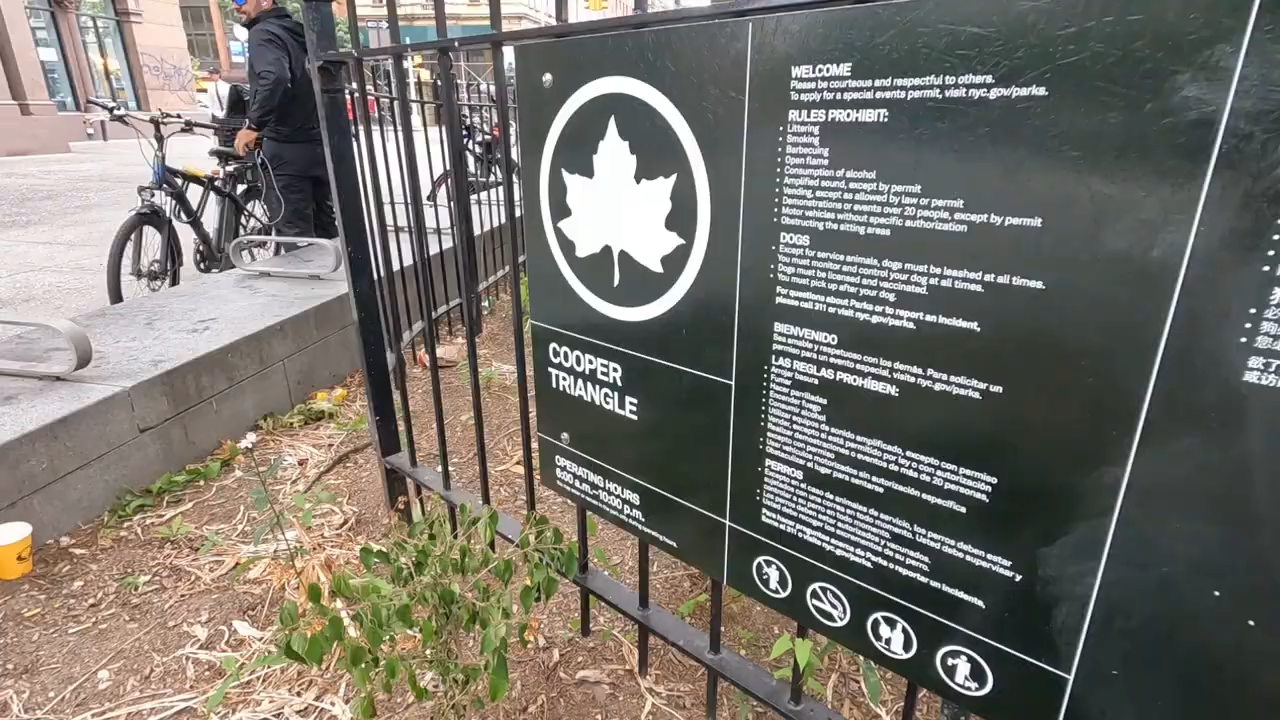 COOPER
TRIANGLE
OPERATING HOURS
6:00 a.m.–10:00 p.m.
WELCOME
Please be courteous and respectful to others.
To apply for a special events permit, visit nyc.gov/parks.
RULES PROHIBIT:
• Littering
• Smoking
• Barbecuing
• Open flame
• Consumption of alcohol
• Amplified sound, except by permit
• Vending, except as allowed by law or permit
• Demonstrations or events over 20 people, except by permit
• Motor vehicles without specific authorization
• Obstructing the sitting areas
DOGS
• Except for service animals, dogs must be leashed at all times.
You must monitor and control your dog at all times.
• Dogs must be licensed and vaccinated.
• You must pick up after your dog.
For questions about Parks or to report an incident,
please call 311 or visit nyc.gov/parks.
BIENVENIDO
Sea amable y respetuoso con los demás. Para solicitar un
permiso para un evento especial, visite nyc.gov/parks.
LAS REGLAS PROHÍBEN:
• Arrojar basura
• Fumar
• Hacer parrilladas
• Encender fuego
• Consumir alcohol
• Utilizar equipos de sonido amplificado, excepto con permiso
• Vender, excepto si está permitido por ley o con autorización
• Realizar demostraciones o eventos de más de 20 personas,
excepto con permiso
• Usar vehículos motorizados sin autorización específica
• Obstaculizar el lugar para sentarse
PERROS
• Excepto en el caso de animales de servicio, los perros deben estar
sujetados con una correa en todo momento. Usted debe supervisar y
controlar a su perro en todo momento.
• Los perros deben estar autorizados y vacunados.
• Usted debe recoger los excrementos de su perro.
Para hacer preguntas acerca de Parks o reportar un incidente,
llame al 311 o visite nyc.gov/parks.